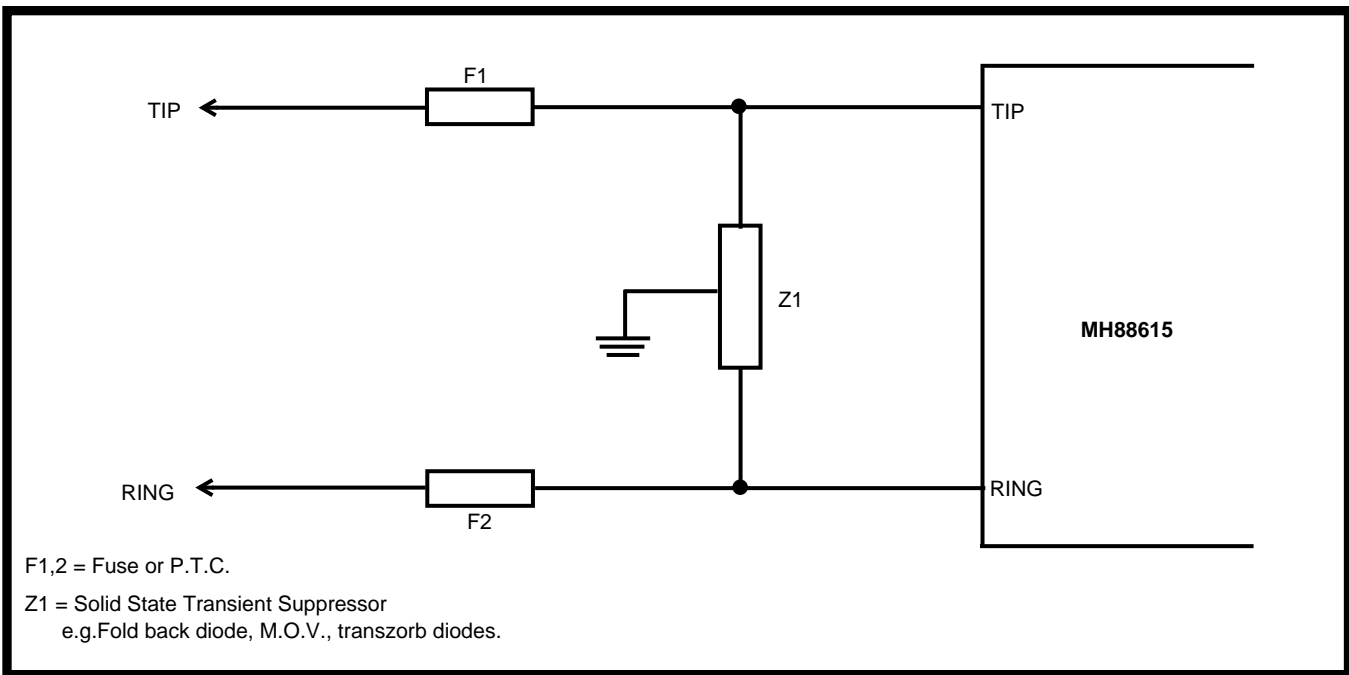 F1
TIP
TIP
Z1
MH88615
RING
RING
F2
F1,2 = Fuse or P.T.C.
Z1 = Solid State Transient Suppressor
e.g.Fold back diode, M.O.V., transzorb diodes.